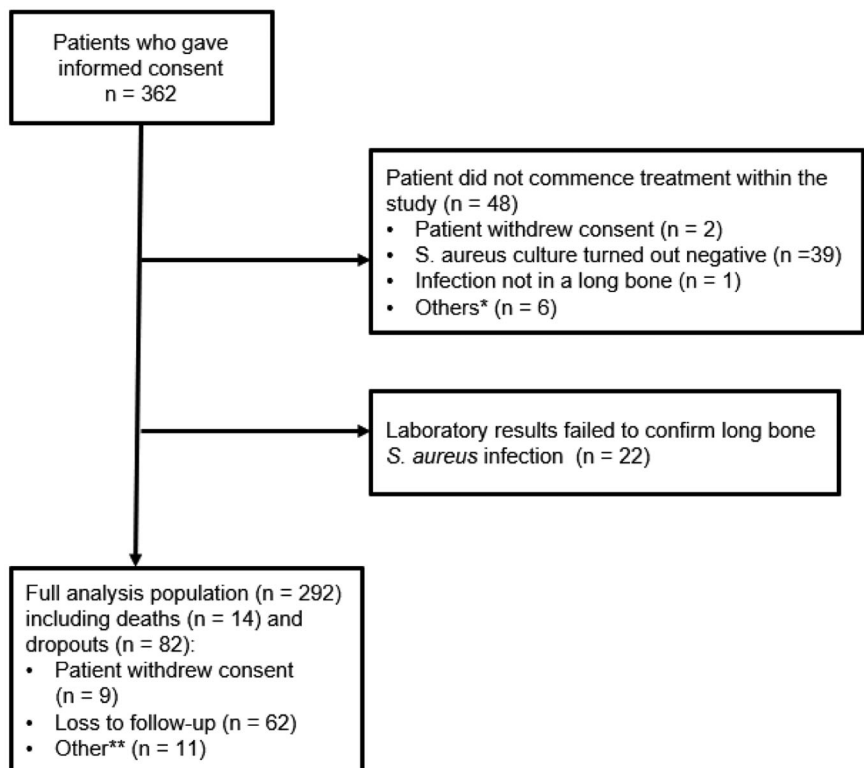 Patients who gave
informed consent
n = 362
Patient did not commence treatment within the
study (n = 48)
• Patient withdrew consent (n = 2)
• S. aureus culture turned out negative (n =39)
• Infection not in a long bone (n = 1)
• Others* (n = 6)
Laboratory results failed to confirm long bone
S. aureus infection  (n = 22)
Full analysis population (n = 292)
including deaths (n = 14) and
dropouts (n = 82):
• Patient withdrew consent
(n = 9)
• Loss to follow-up (n = 62)
• Other** (n = 11)